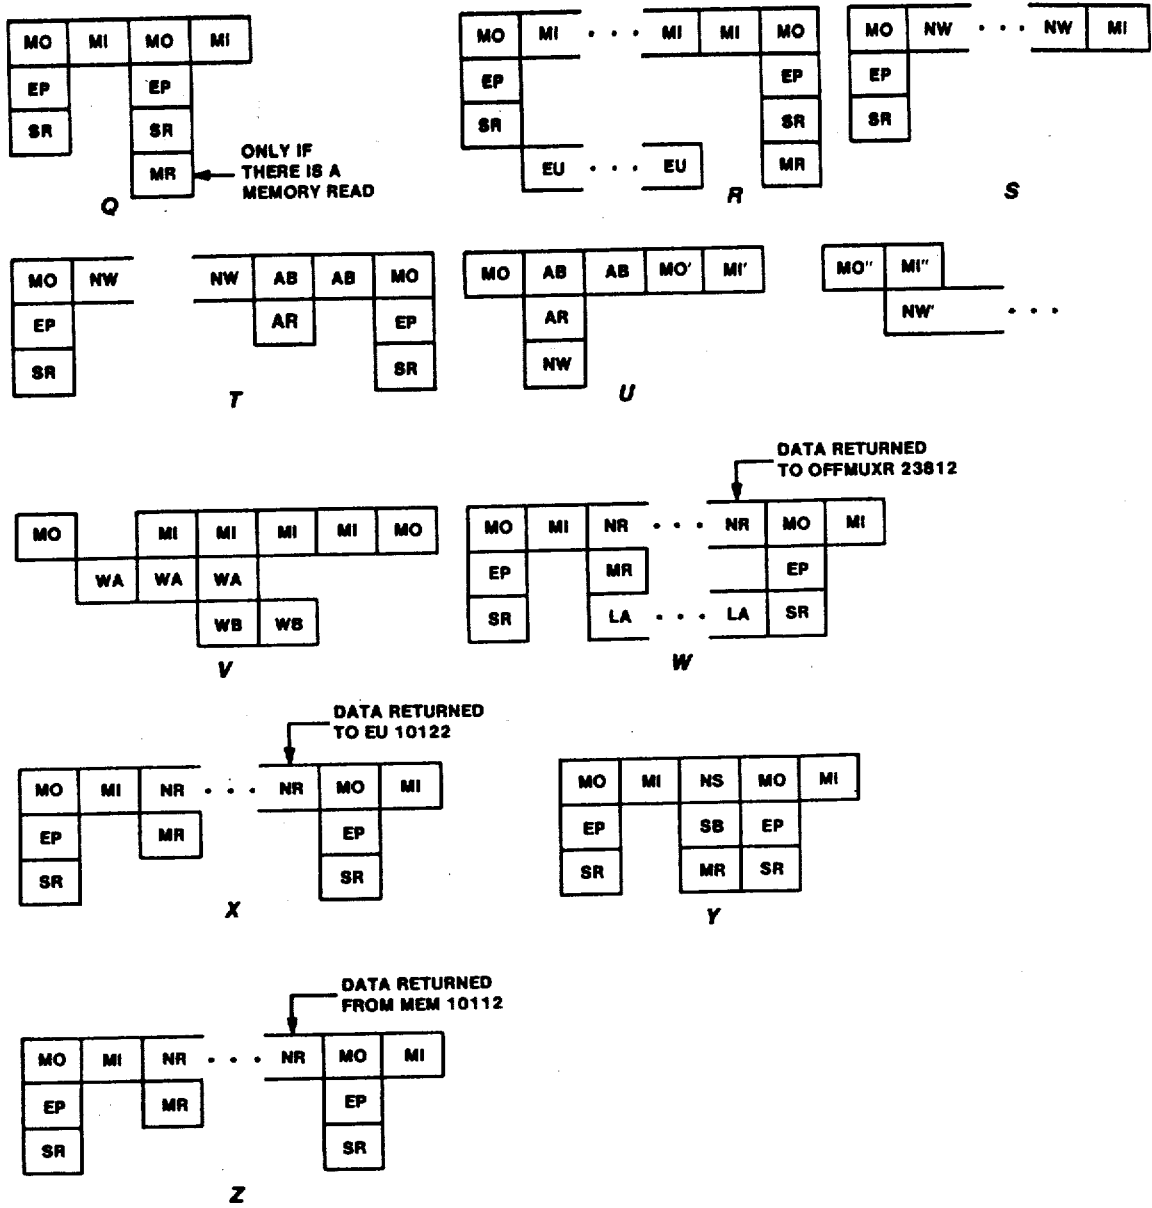 MO MI MO MI
EP EP
SR SR
MR
ONLY IF
THERE IS A
MEMORY READ
Q
MO MI · · · MI MI MO
EP EP
SR SR
EU · · · EU MR
R
MO NW · · · NW MI
EP
SR
S
MO NW NW AB AB MO
EP AR EP
SR SR
T
MO AB AB MO' MI'
AR
NW
U
MO" MI"
NW' · · ·
MO MI MI MI MI MO
WA WA WA
WB WB
V
DATA RETURNED
TO OFFMUXR 23812
MO MI NR · · · NR MO MI
EP MR EP
SR LA · · · LA SR
W
DATA RETURNED
TO EU 10122
MO MI NR · · · NR MO MI
EP MR EP
SR SR
X
MO MI NS MO MI
EP SB EP
SR MR SR
Y
DATA RETURNED
FROM MEM 10112
MO MI NR · · · NR MO MI
EP MR EP
SR SR
Z